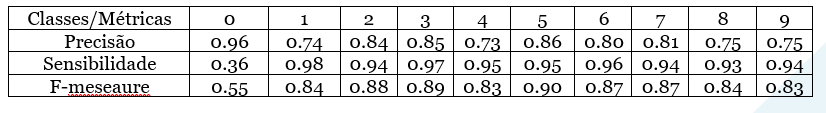 Classes/Métricas 0 1 2 3 4 5 6 7 8 9
Precisão 0.96 0.74 0.84 0.85 0.73 0.86 0.80 0.81 0.75 0.75
Sensibilidade 0.36 0.98 0.94 0.97 0.95 0.95 0.96 0.94 0.93 0.94
F-meseaure 0.55 0.84 0.88 0.89 0.83 0.90 0.87 0.87 0.84 0.83